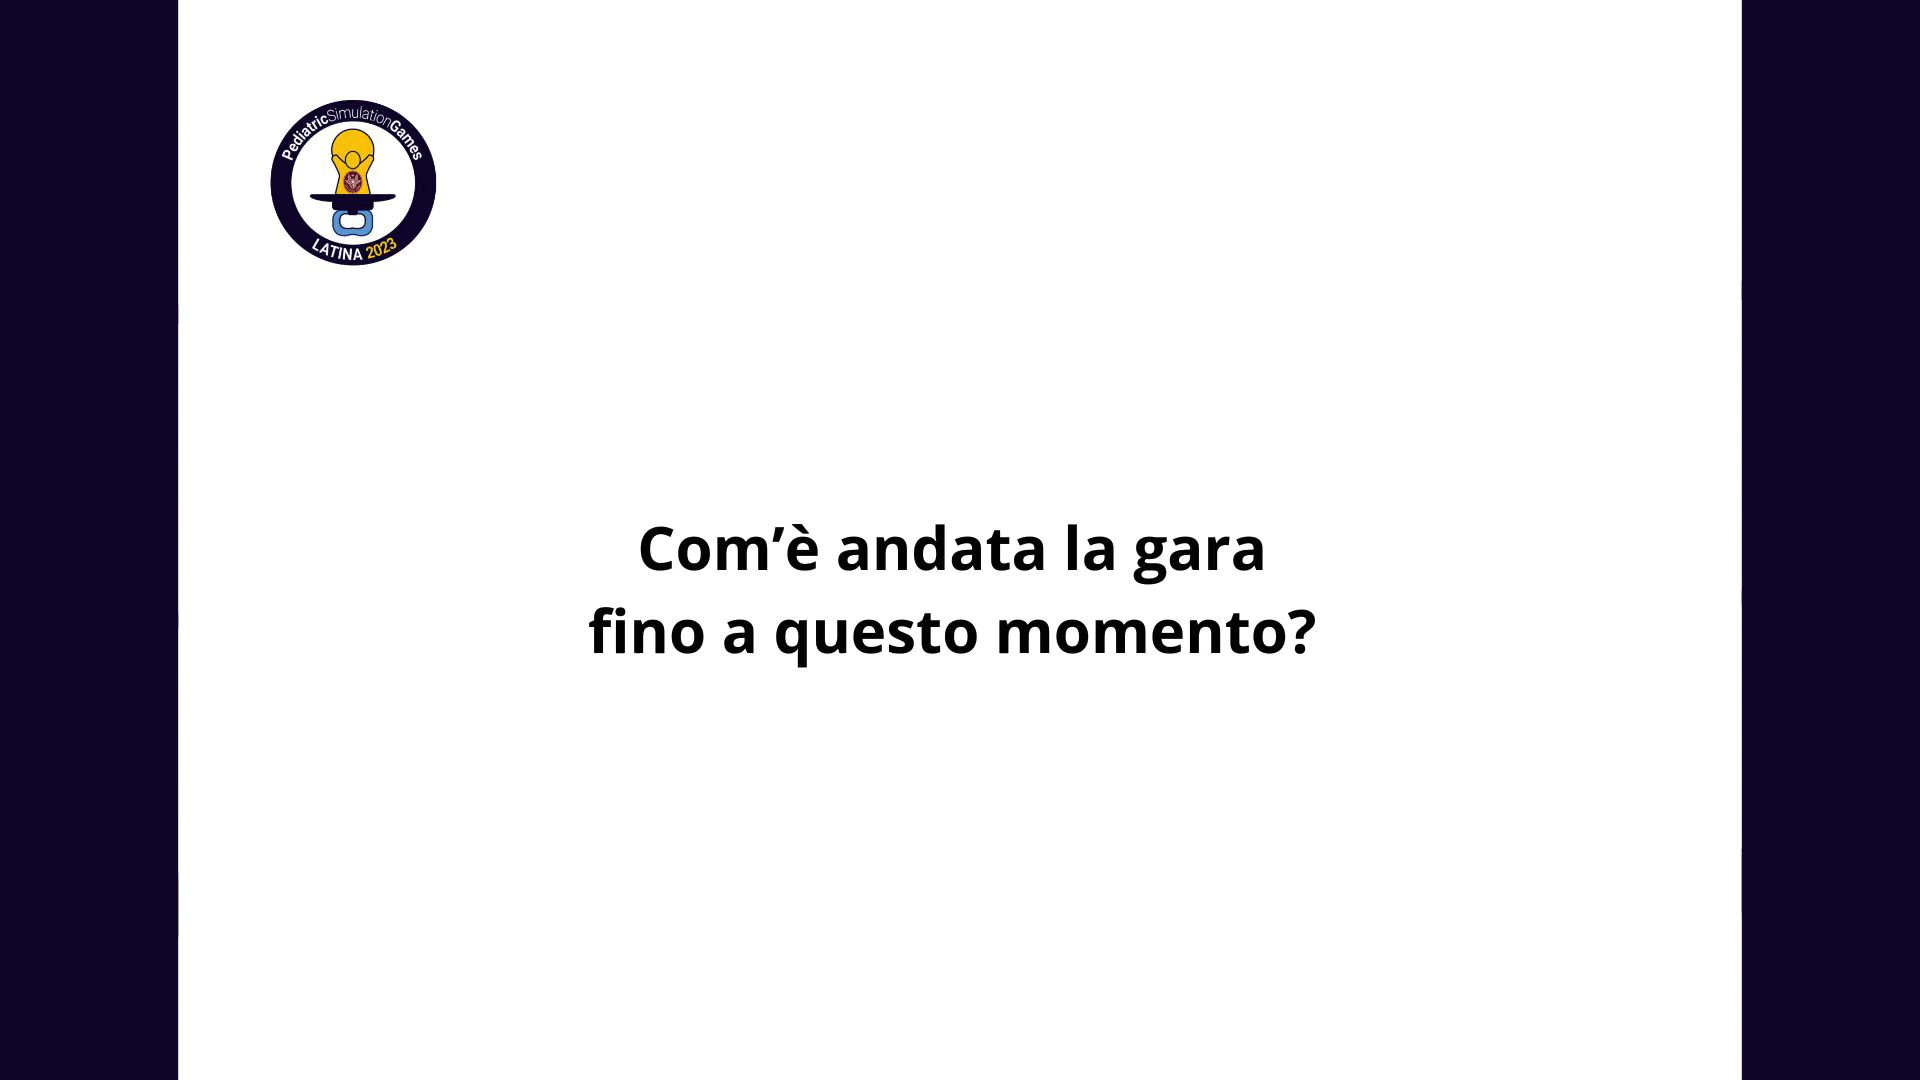 PediatricSimulationGames
LATINA 2023
Com’è andata la gara
fino a questo momento?